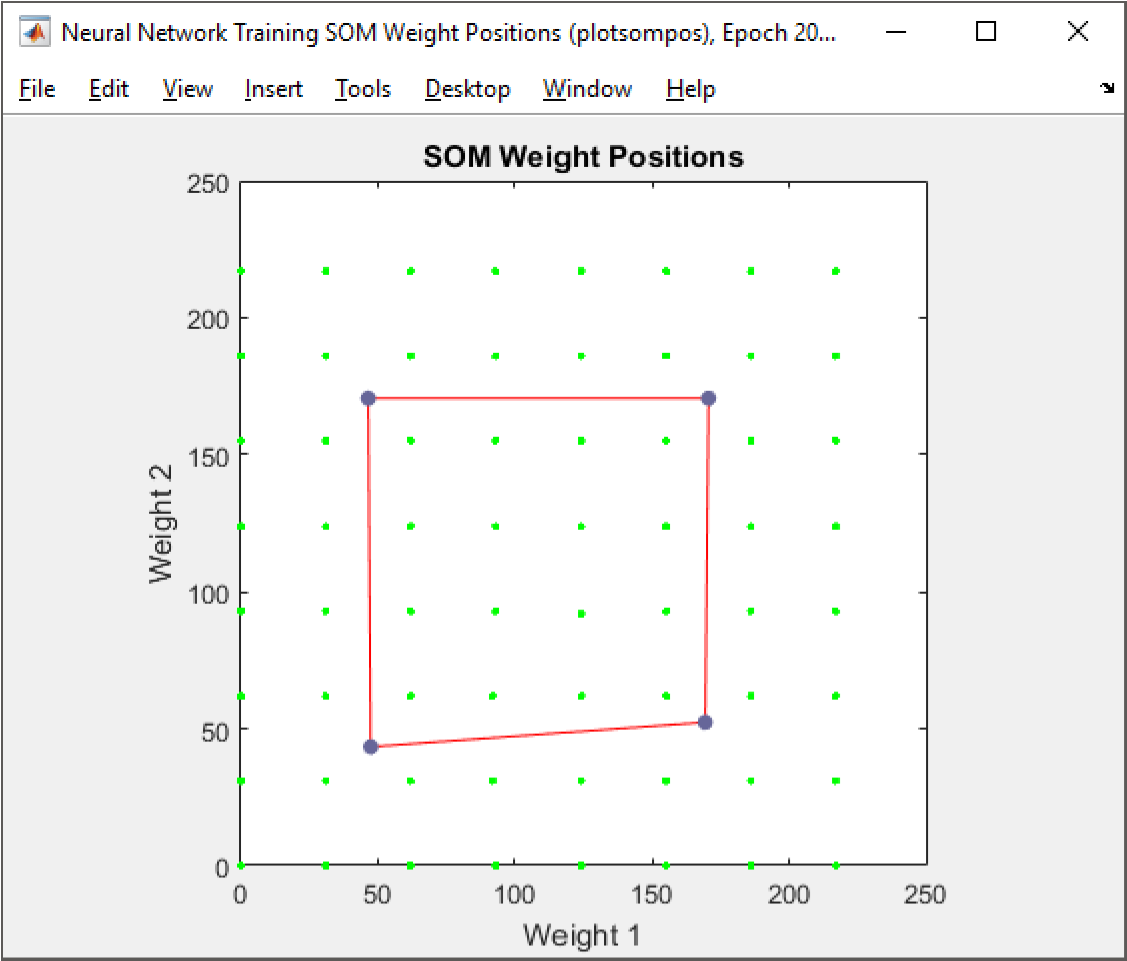 Neural Network Training SOM Weight Positions (plotsompos), Epoch 20...
File Edit View Insert Tools Desktop Window Help
SOM Weight Positions
250
200
150
100
50
0
Weight 2
0 50 100 150 200 250
Weight 1